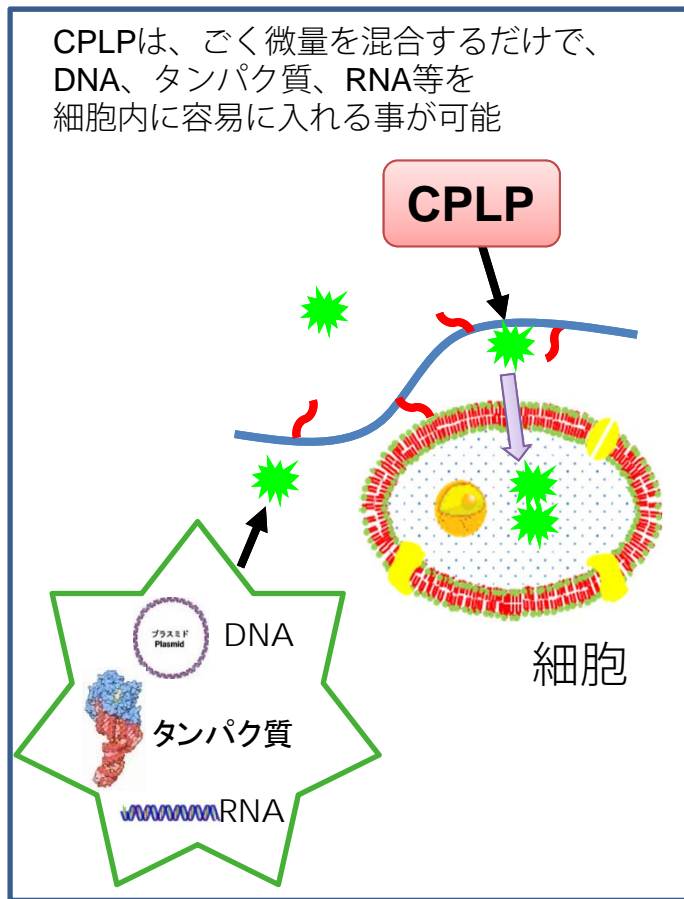 CPLPは、ごく微量を混合するだけで、
DNA、タンパク質、RNA等を
細胞内に容易に入れる事が可能
CPLP
細胞
プラスミド
Plasmid
DNA
タンパク質
RNA